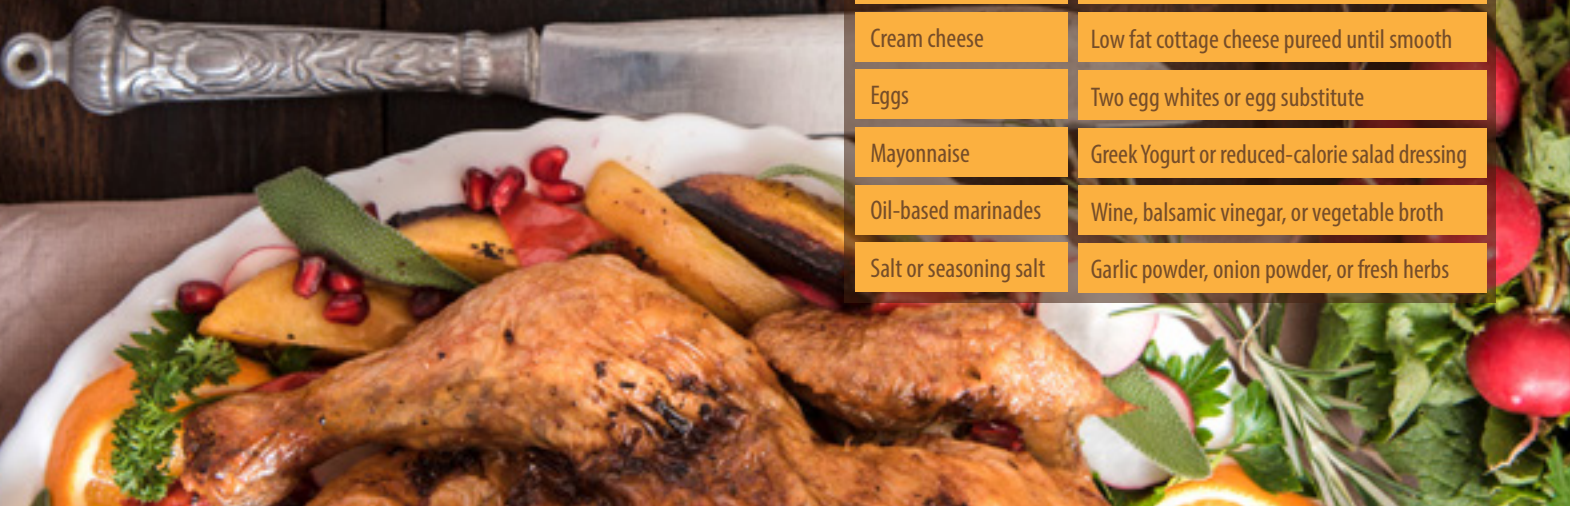 Cream cheese
Low fat cottage cheese pureed until smooth
Eggs
Two egg whites or egg substitute
Mayonnaise
Greek Yogurt or reduced-calorie salad dressing
Oil-based marinades
Wine, balsamic vinegar, or vegetable broth
Salt or seasoning salt
Garlic powder, onion powder, or fresh herbs